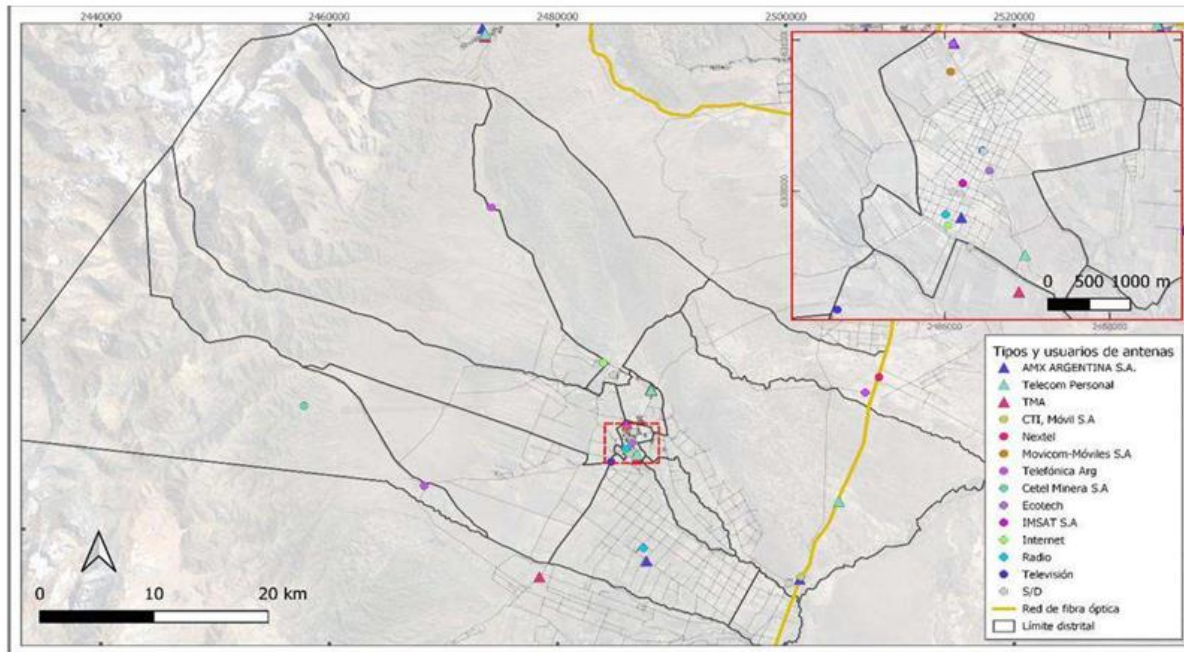 2440000 2460000 2480000 2500000 2520000
0 500 1000 m
2486000 2488000
Tipos y usuarios de antenas
AMX ARGENTINA S.A.
Telecom Personal
TMA
CTI, Móvil S.A
Nextel
Movicom-Móviles S.A
Telefónica Arg
Cetel Minera S.A
Ecotech
IMSAT S.A
Internet
Radio
Televisión
S/D
Red de fibra óptica
Límite distrital
0 10 20 km